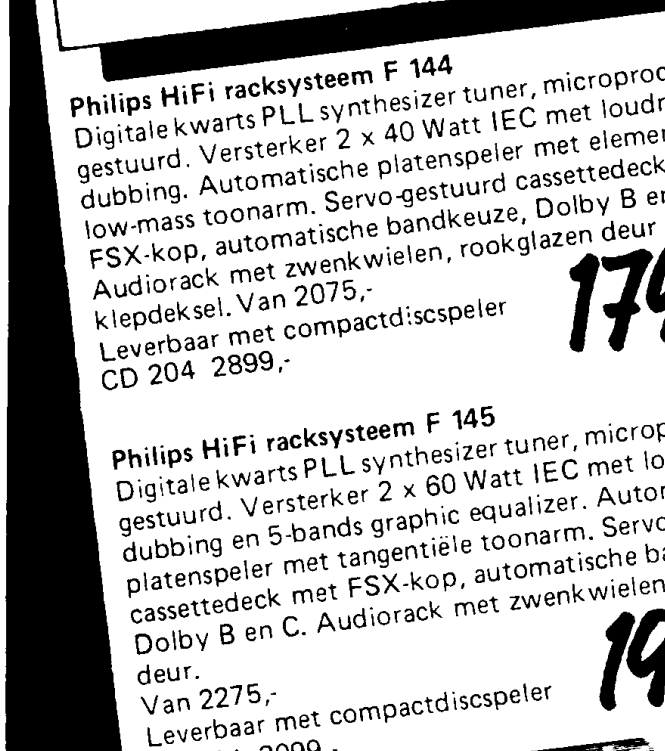 Philips HiFi racksysteem F 144
Digitale kwarts PLL synthesizer tuner, microproc
gestuurd. Versterker 2 x 40 Watt IEC met loudn
dubbing. Automatische platenspeler met elemen
low-mass toonarm. Servo-gestuurd cassettedeck
FSX-kop, automatische bandkeuze, Dolby B en
Audiorack met zwenkwielen, rookglazen deur
klepdeksel. Van 2075,-
179
Leverbaar met compactdiscspeler
CD 204 2899,-
Philips HiFi racksysteem F 145
Digitale kwarts PLL synthesizer tuner, microp
gestuurd. Versterker 2 x 60 Watt IEC met lo
dubbing en 5-bands graphic equalizer. Autom
platenspeler met tangentiële toonarm. Servo
cassettedeck met FSX-kop, automatische ba
Dolby B en C. Audiorack met zwenkwielen
deur.
19
Van 2275,-
Leverbaar met compactdiscspeler